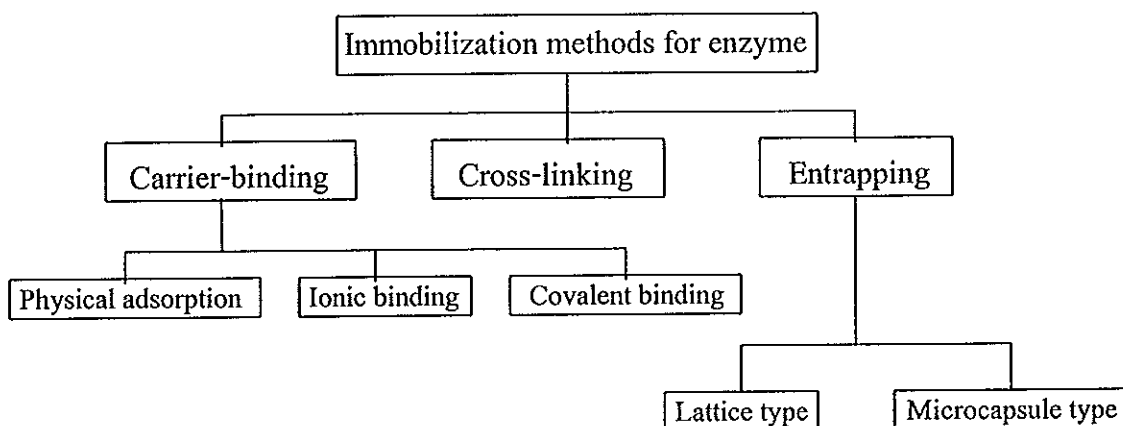 Immobilization methods for enzyme
Carrier-binding
Cross-linking
Entrapping
Physical adsorption
Ionic binding
Covalent binding
Lattice type
Microcapsule type